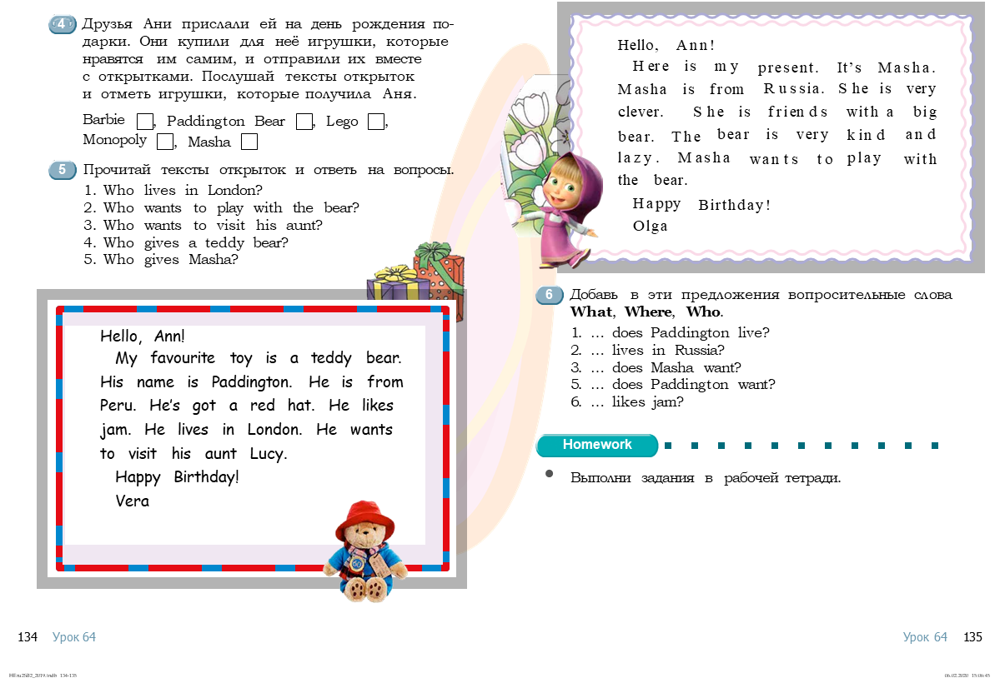 4 Друзья Ани прислали ей на день рождения по-
дарки. Они купили для неё игрушки, которые
нравятся им самим, и отправили их вместе
с открытками. Послушай тексты открыток
и отметь игрушки, которые получила Аня.
Barbie , Paddington Bear , Lego ,
Monopoly , Masha
5 Прочитай тексты открыток и ответь на вопросы.
1. Who lives in London?
2. Who wants to play with the bear?
3. Who wants to visit his aunt?
4. Who gives a teddy bear?
5. Who gives Masha?
Hello, Ann!
My favourite toy is a teddy bear.
His name is Paddington. He is from
Peru. He's got a red hat. He likes
jam. He lives in London. He wants
to visit his aunt Lucy.
Happy Birthday!
Vera
134 Урок 64
Hello, Ann!
Here is my present. It's Masha.
Masha is from Russia. She is very
clever. She is friends with a big
bear. The bear is very kind and
lazy. Masha wants to play with
the bear.
Happy Birthday!
Olga
6 Добавь в эти предложения вопросительные слова
What, Where, Who.
1. ... does Paddington live?
2. ... lives in Russia?
3. ... does Masha want?
5. ... does Paddington want?
6. ... likes jam?
Homework
• Выполни задания в рабочей тетради.
Урок 64 135
06.02.2020 15:06:45